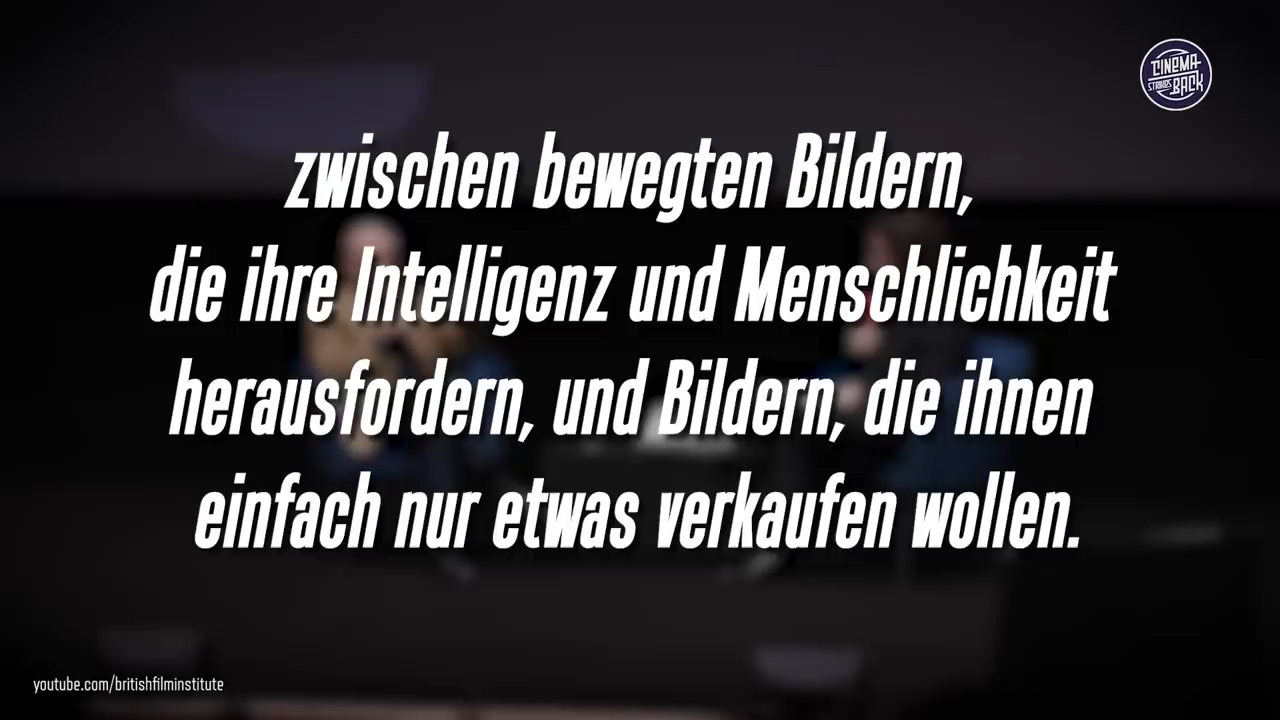 CINEMA
STRIKES
BACK
zwischen bewegten Bildern,
die ihre Intelligenz und Menschlichkeit
herausfordern, und Bildern, die ihnen
einfach nur etwas verkaufen wollen.
youtube.com/britishfilminstitute